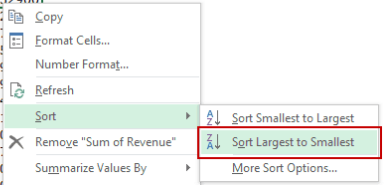 Copy
Format Cells...
Number Format...
Refresh
Sort
Sort Smallest to Largest
Remove "Sum of Revenue"
Sort Largest to Smallest
Summarize Values By
More Sort Options...